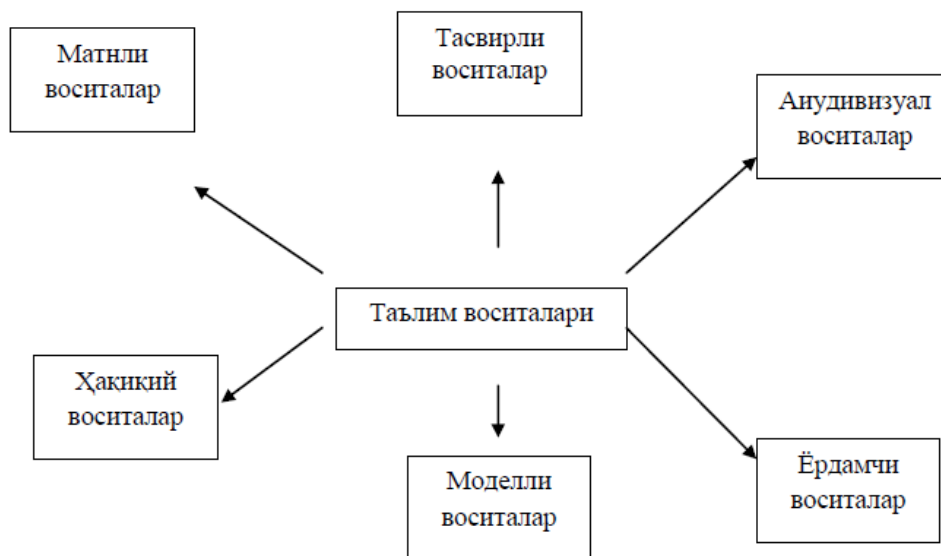 Матнли
воситалар
Тасвирли
воситалар
Анудивизуал
воситалар
Таълим воситалари
Ҳақиқий
воситалар
Моделли
воситалар
Ёрдамчи
воситалар